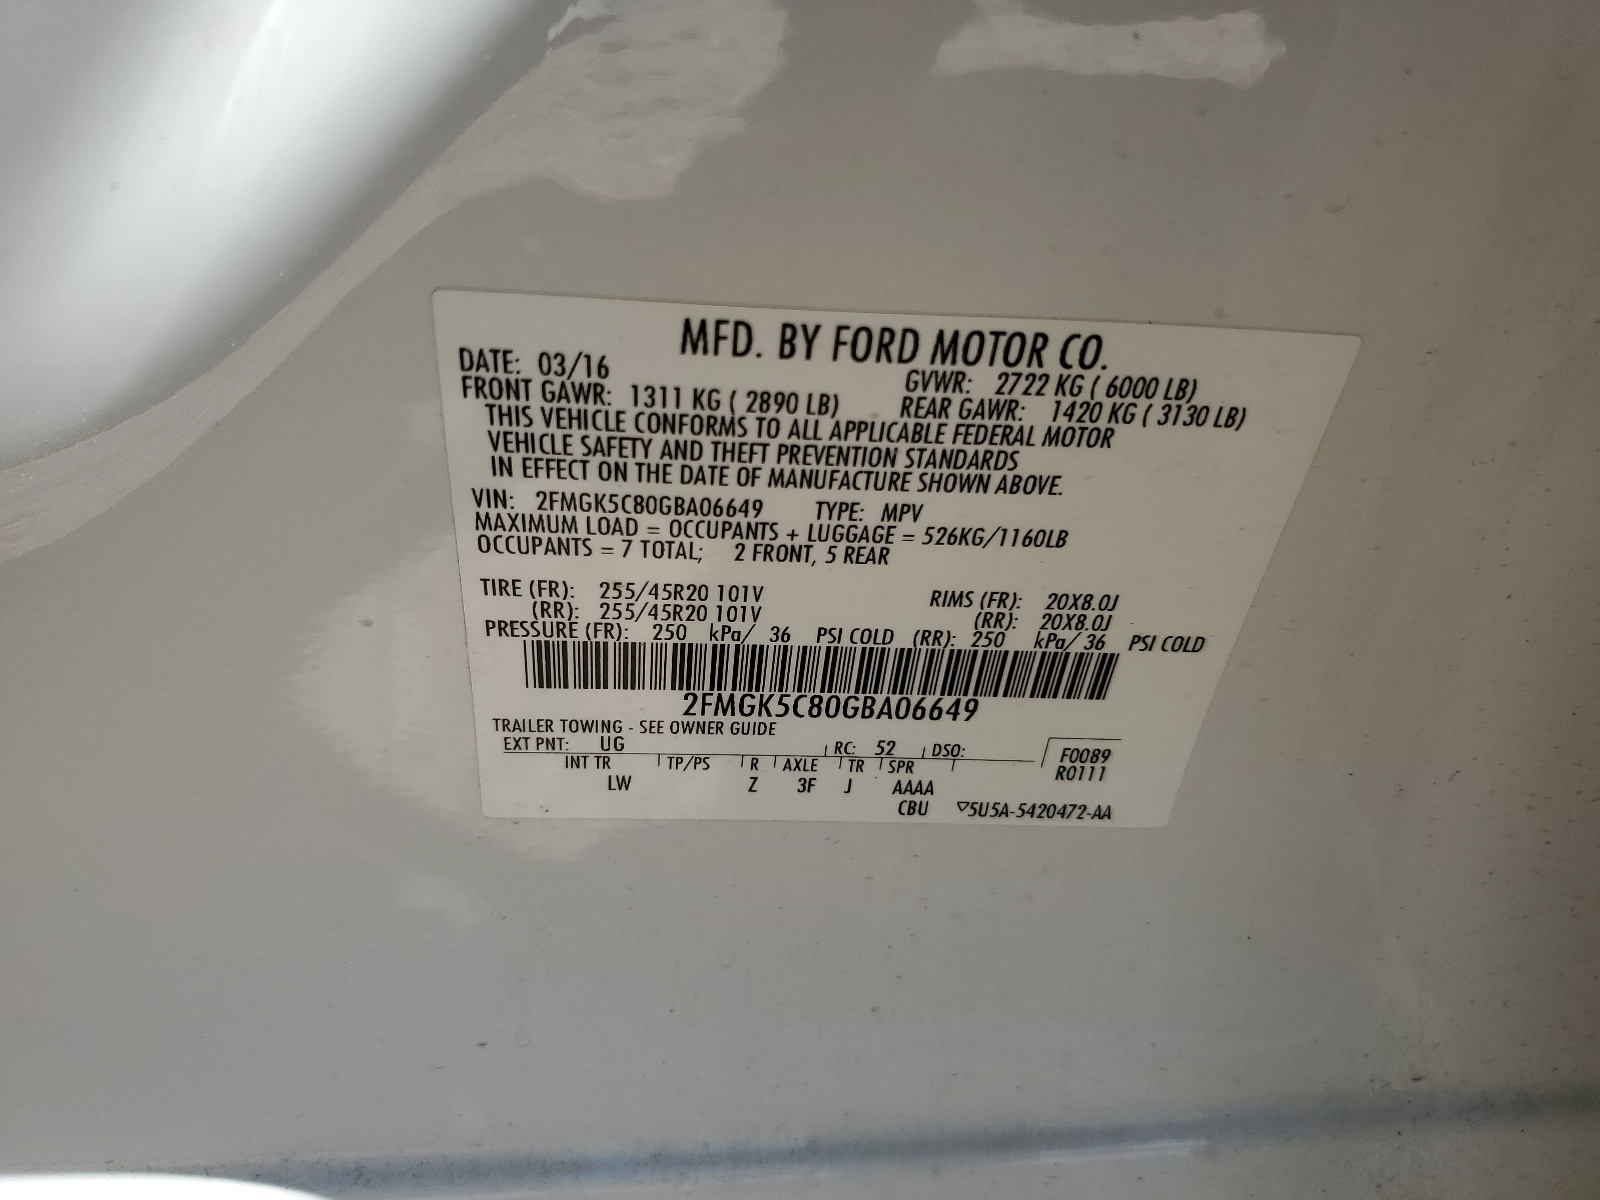 MFD. BY FORD MOTOR CO.
DATE: 03/16 GVWR: 2722 KG ( 6000 LB)
FRONT GAWR: 1311 KG ( 2890 LB) REAR GAWR: 1420 KG ( 3130 LB)
THIS VEHICLE CONFORMS TO ALL APPLICABLE FEDERAL MOTOR
VEHICLE SAFETY AND THEFT PREVENTION STANDARDS
IN EFFECT ON THE DATE OF MANUFACTURE SHOWN ABOVE.
VIN: 2FMGK5C80GBA06649 TYPE: MPV
MAXIMUM LOAD = OCCUPANTS + LUGGAGE = 526KG/1160LB
OCCUPANTS = 7 TOTAL; 2 FRONT, 5 REAR
TIRE (FR): 255/45R20 101V RIMS (FR): 20X8.0J
(RR): 255/45R20 101V (RR): 20X8.0J
PRESSURE (FR): 250 kPa/ 36 PSI COLD (RR): 250 kPa/ 36 PSI COLD
2FMGK5C80GBA06649
TRAILER TOWING - SEE OWNER GUIDE
EXT PNT: UG RC: 52 DSO: F0089
INT TR TP/PS R AXLE TR SPR R0111
LW Z 3F J AAAA
CBU ▽5U5A-5420472-AA